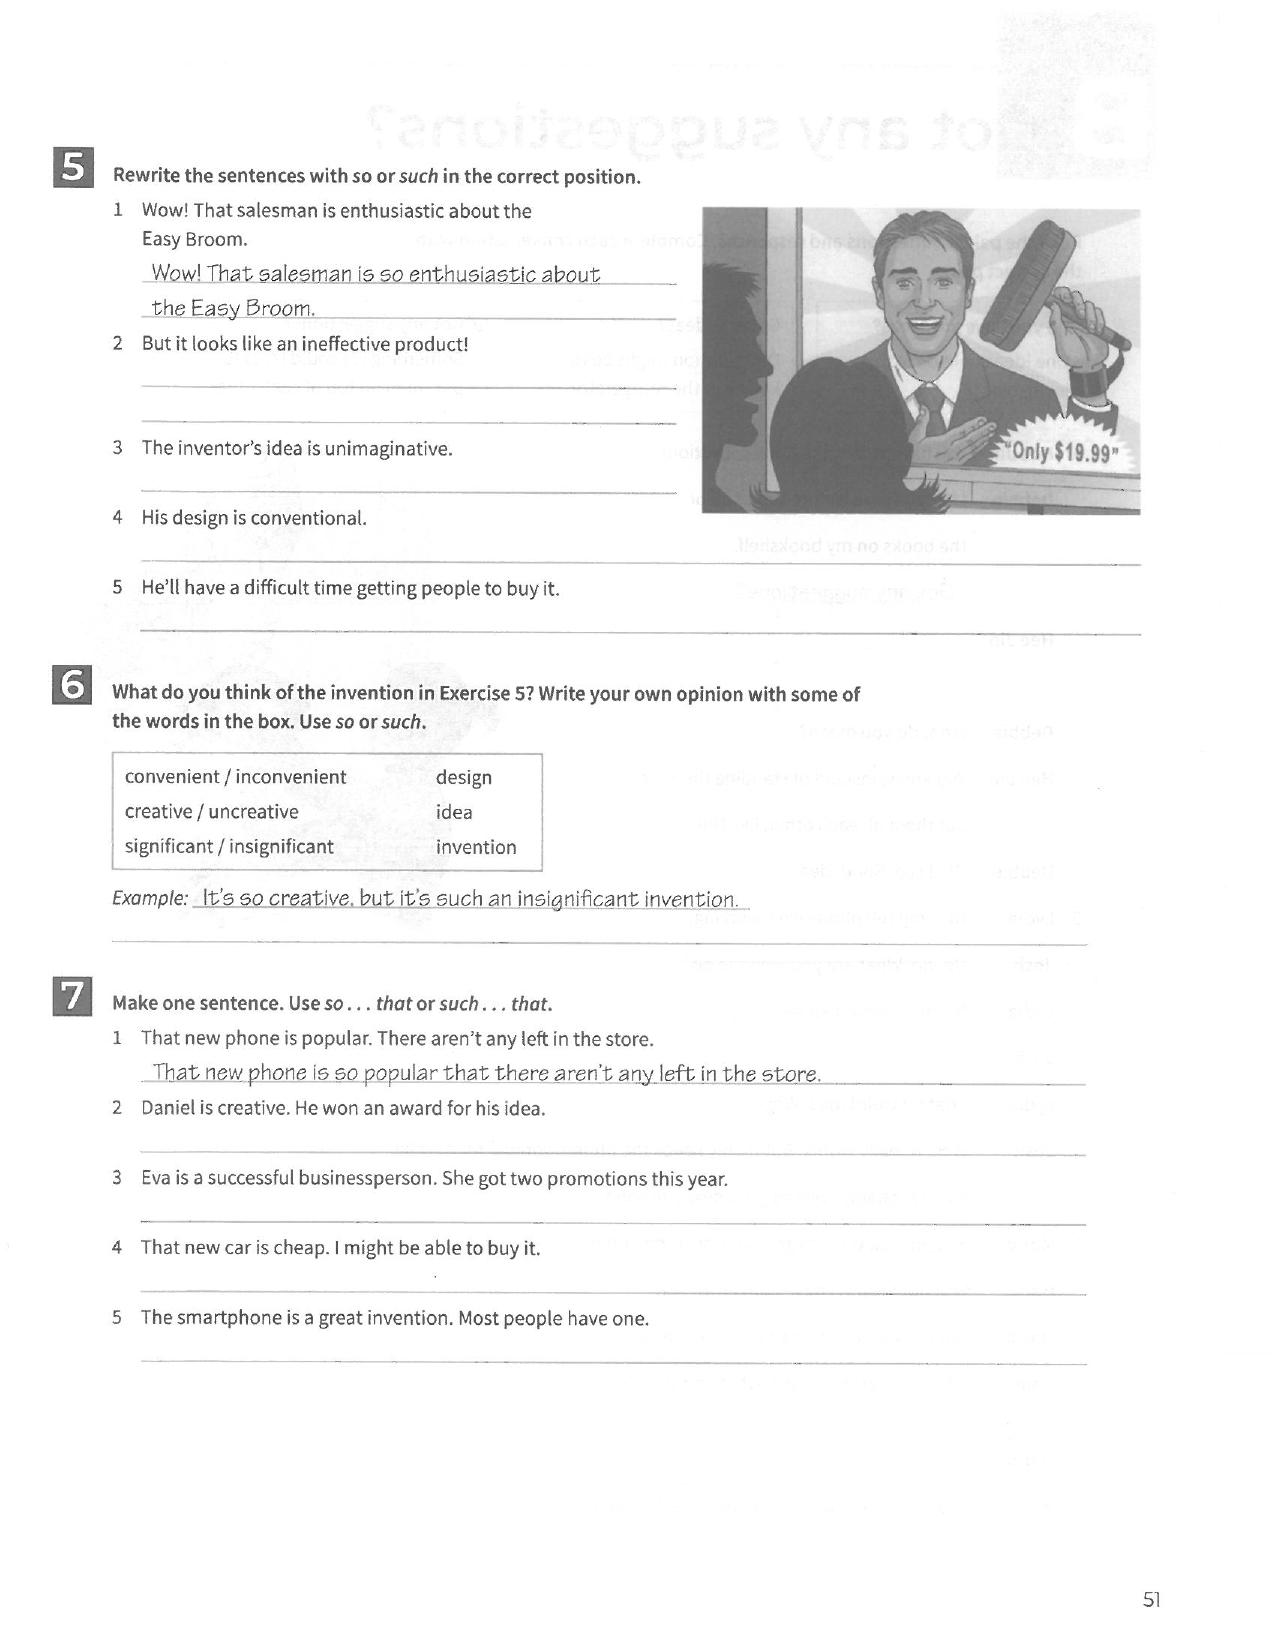 5 Rewrite the sentences with so or such in the correct position.
1 Wow! That salesman is enthusiastic about the
Easy Broom.
Wow! That salesman is so enthusiastic about
the Easy Broom.
2 But it looks like an ineffective product!
3 The inventor's idea is unimaginative.
"Only $19.99"
4 His design is conventional.
5 He'll have a difficult time getting people to buy it.
6 What do you think of the invention in Exercise 5? Write your own opinion with some of
the words in the box. Use so or such.
convenient / inconvenient design
creative / uncreative idea
significant / insignificant invention
Example: It's so creative, but it's such an insignificant invention.
7 Make one sentence. Use so . . . that or such . . . that.
1 That new phone is popular. There aren't any left in the store.
That new phone is so popular that there aren't any left in the store.
2 Daniel is creative. He won an award for his idea.
3 Eva is a successful businessperson. She got two promotions this year.
4 That new car is cheap. I might be able to buy it.
5 The smartphone is a great invention. Most people have one.
51